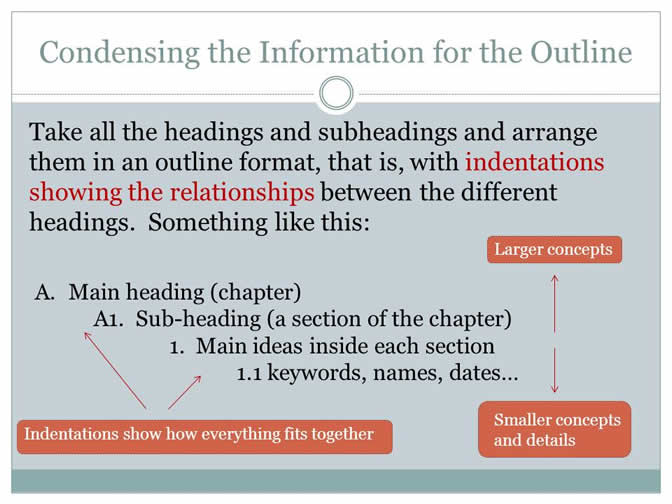 Condensing the Information for the Outline
Take all the headings and subheadings and arrange
them in an outline format, that is, with indentations
showing the relationships between the different
headings.  Something like this:
Larger concepts
A.  Main heading (chapter)
A1.  Sub-heading (a section of the chapter)
1.  Main ideas inside each section
1.1 keywords, names, dates...
Indentations show how everything fits together
Smaller concepts
and details